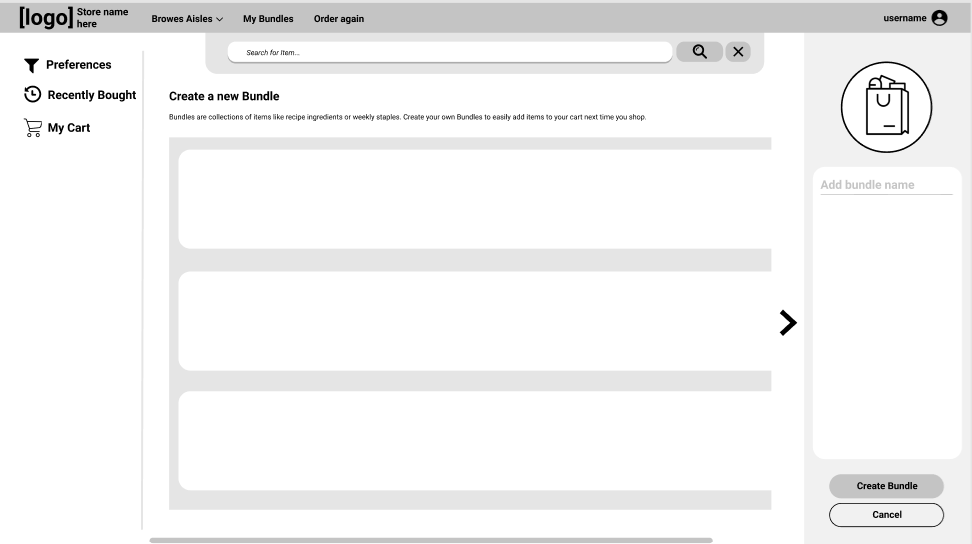 [logo] Store name
here
Browes Aisles
My Bundles
Order again
username
Preferences
Recently Bought
My Cart
Search for Item...
Create a new Bundle
Bundles are collections of items like recipe ingredients or weekly staples. Create your own Bundles to easily add items to your cart next time you shop.
Add bundle name
Create Bundle
Cancel